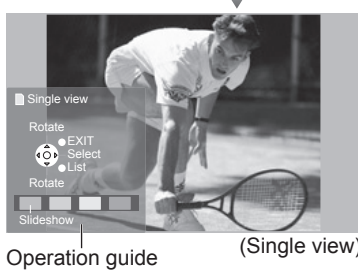 Single view
Rotate
EXIT
Select
List
Rotate
Slideshow
Operation guide
(Single view)